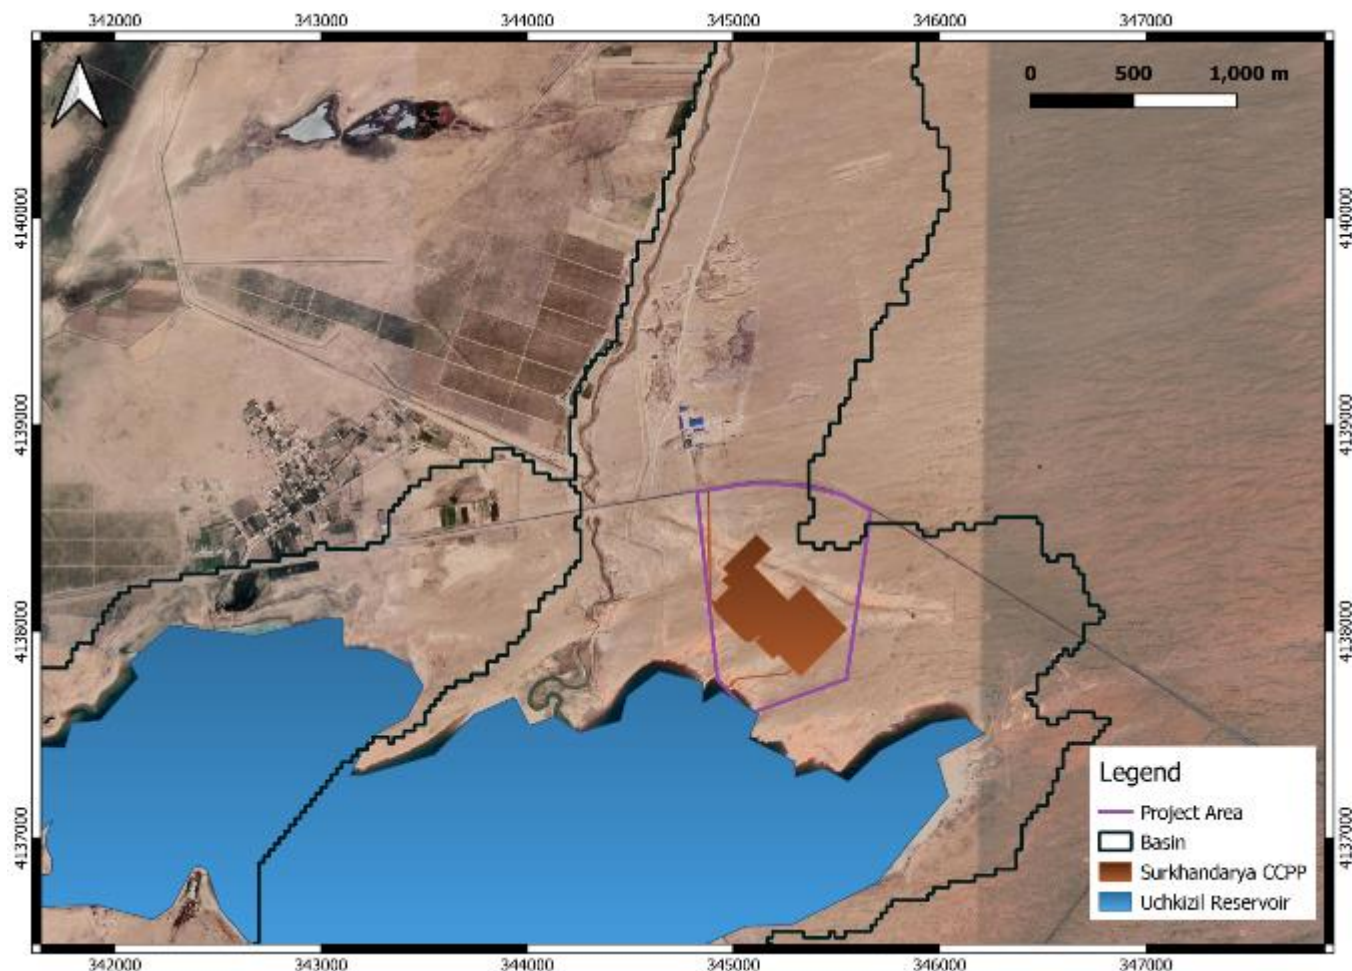 342000 343000 344000 345000 346000 347000
0 500 1,000 m
4140000 4140000
4139000 4139000
4138000 4138000
4137000 4137000
Legend
Project Area
Basin
Surkhandarya CCPP
Uchkizil Reservoir
342000 343000 344000 345000 346000 347000